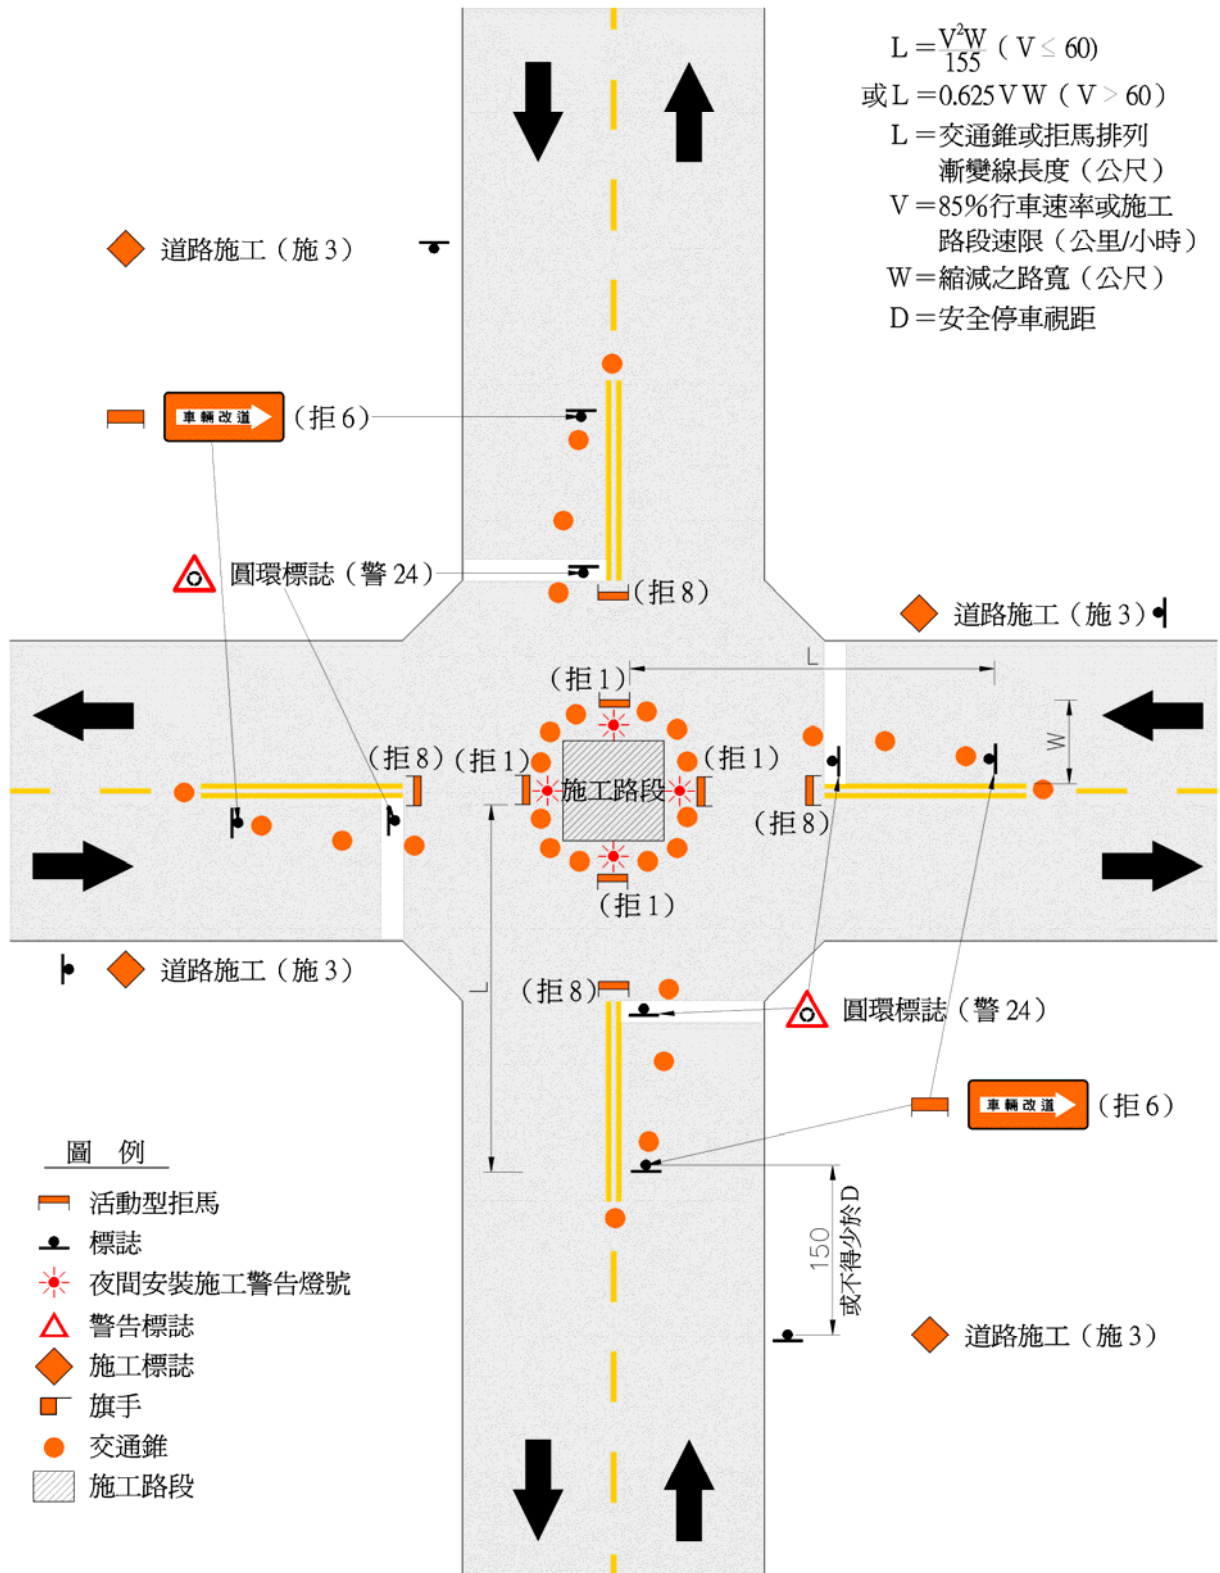 L＝V²W/155（V ≤ 60）
或 L＝0.625 V W（V > 60）
L＝交通錐或拒馬排列
漸變線長度（公尺）
V＝85%行車速率或施工
路段速限（公里/小時）
W＝縮減之路寬（公尺）
D＝安全停車視距
道路施工（施 3）
車輛改道
（拒 6）
圓環標誌（警 24）
（拒 8）
道路施工（施 3）
L
（拒 1）
W
（拒 8）
（拒 1）
施工路段
（拒 1）
（拒 8）
（拒 1）
道路施工（施 3）
L
（拒 8）
圓環標誌（警 24）
車輛改道
（拒 6）
150
或不得少於D
道路施工（施 3）
圖 例
活動型拒馬
標誌
夜間安裝施工警告燈號
警告標誌
施工標誌
旗手
交通錐
施工路段